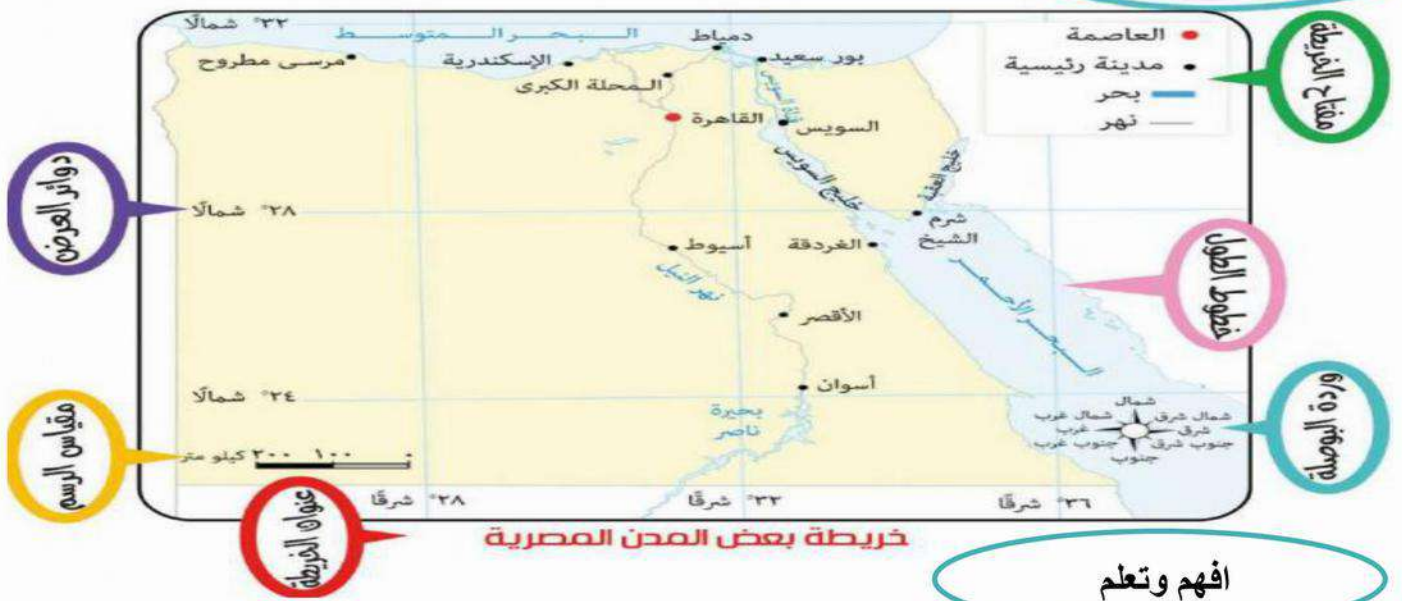 ٣٢° شمالًا
البحر المتوسط
دمياط
بور سعيد
الإسكندرية
مرسى مطروح
المحلة الكبرى
قناة السويس
القاهرة
السويس
العاصمة
مدينة رئيسية
بحر
نهر
مفتاح الخريطة
خليج السويس
خليج العقبة
٢٨° شمالًا
دوائر العرض
شرم الشيخ
الغردقة
أسيوط
نهر النيل
البحر الأحمر
خطوط الطول
الأقصر
أسوان
٢٤° شمالًا
بحيرة
ناصر
شمال
شمال شرق
شمال غرب
شرق
غرب
جنوب شرق
جنوب غرب
جنوب
٠ ١٠٠ ٢٠٠ كيلو متر
مقياس الرسم
٢٨° شرقًا
٣٢° شرقًا
٣٦° شرقًا
عنوان الخريطة
خريطة بعض المدن المصرية
افهم وتعلم